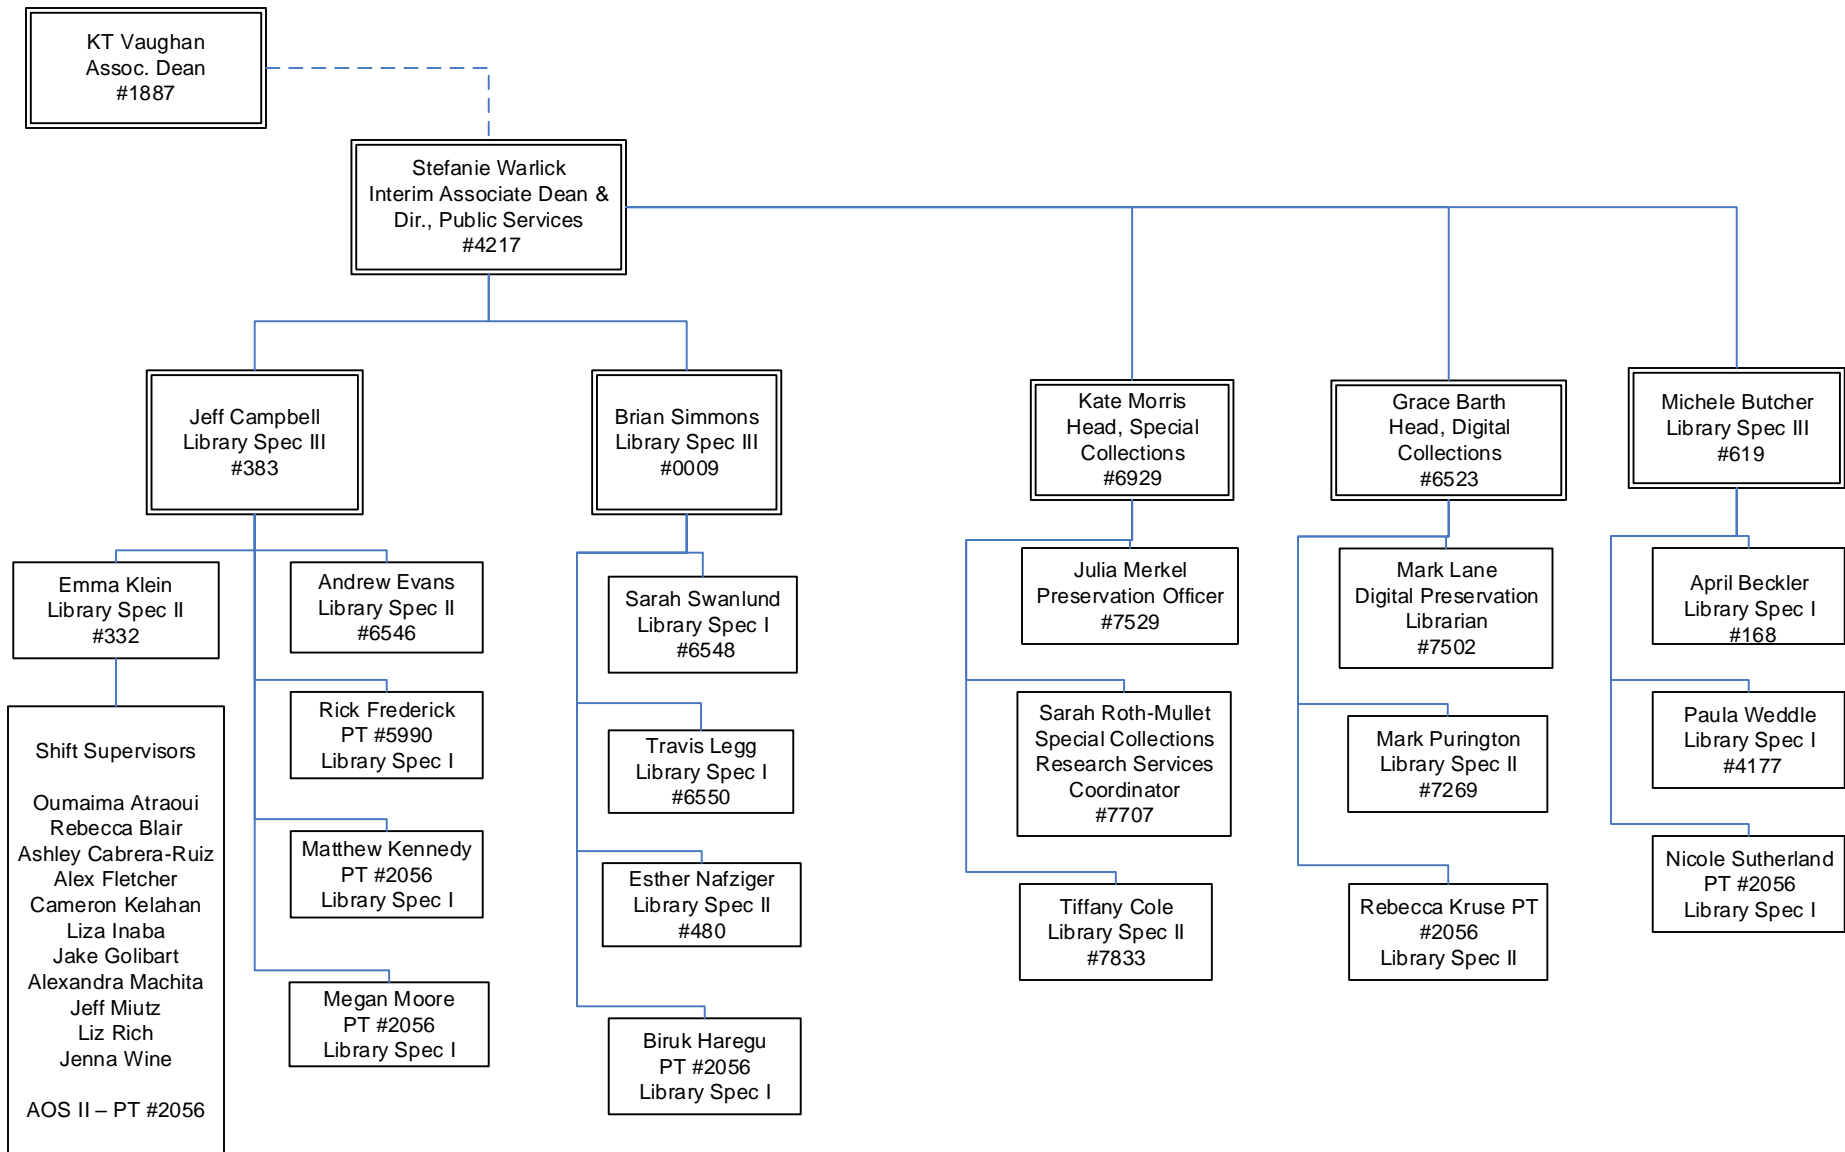 KT Vaughan
Assoc. Dean
#1887
Stefanie Warlick
Interim Associate Dean &
Dir., Public Services
#4217
Jeff Campbell
Library Spec III
#383
Brian Simmons
Library Spec III
#0009
Kate Morris
Head, Special
Collections
#6929
Grace Barth
Head, Digital
Collections
#6523
Michele Butcher
Library Spec III
#619
Emma Klein
Library Spec II
#332
Shift Supervisors
Oumaima Atraoui
Rebecca Blair
Ashley Cabrera-Ruiz
Alex Fletcher
Cameron Kelahan
Liza Inaba
Jake Golibart
Alexandra Machita
Jeff Miutz
Liz Rich
Jenna Wine
AOS II – PT #2056
Andrew Evans
Library Spec II
#6546
Rick Frederick
PT #5990
Library Spec I
Matthew Kennedy
PT #2056
Library Spec I
Megan Moore
PT #2056
Library Spec I
Sarah Swanlund
Library Spec I
#6548
Travis Legg
Library Spec I
#6550
Esther Nafziger
Library Spec II
#480
Biruk Haregu
PT #2056
Library Spec I
Julia Merkel
Preservation Officer
#7529
Sarah Roth-Mullet
Special Collections
Research Services
Coordinator
#7707
Tiffany Cole
Library Spec II
#7833
Mark Lane
Digital Preservation
Librarian
#7502
Mark Purington
Library Spec II
#7269
Rebecca Kruse PT
#2056
Library Spec II
April Beckler
Library Spec I
#168
Paula Weddle
Library Spec I
#4177
Nicole Sutherland
PT #2056
Library Spec I